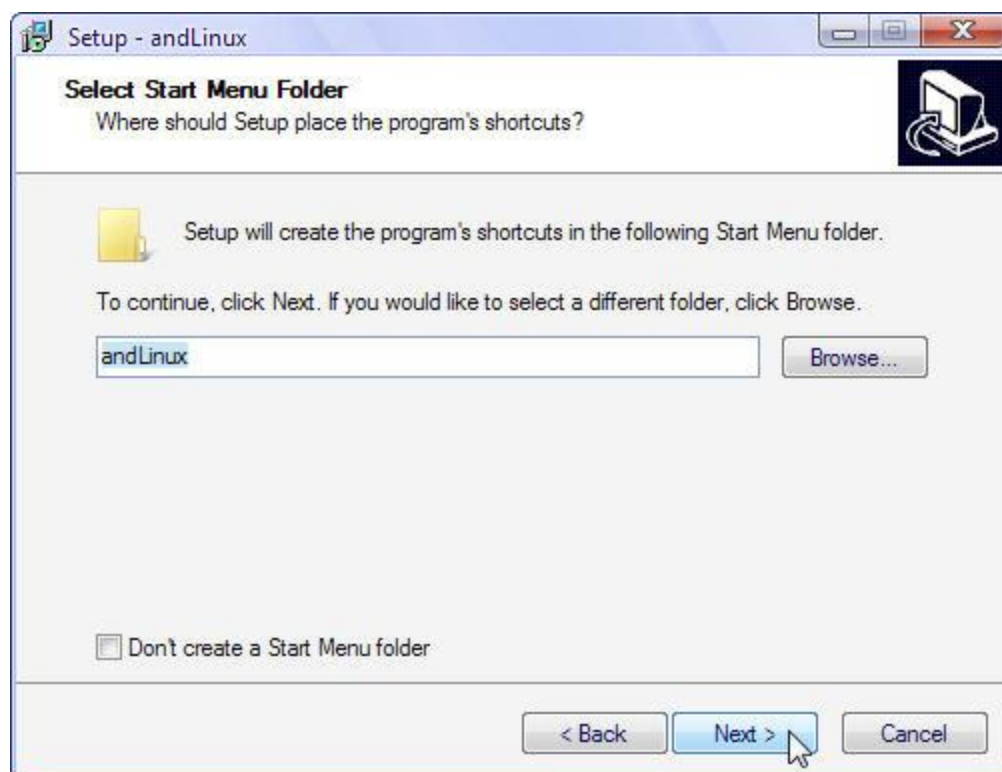 Setup - andLinux
Select Start Menu Folder
Where should Setup place the program's shortcuts?
Setup will create the program's shortcuts in the following Start Menu folder.
To continue, click Next. If you would like to select a different folder, click Browse.
andLinux
Browse...
Don't create a Start Menu folder
< Back
Next >
Cancel